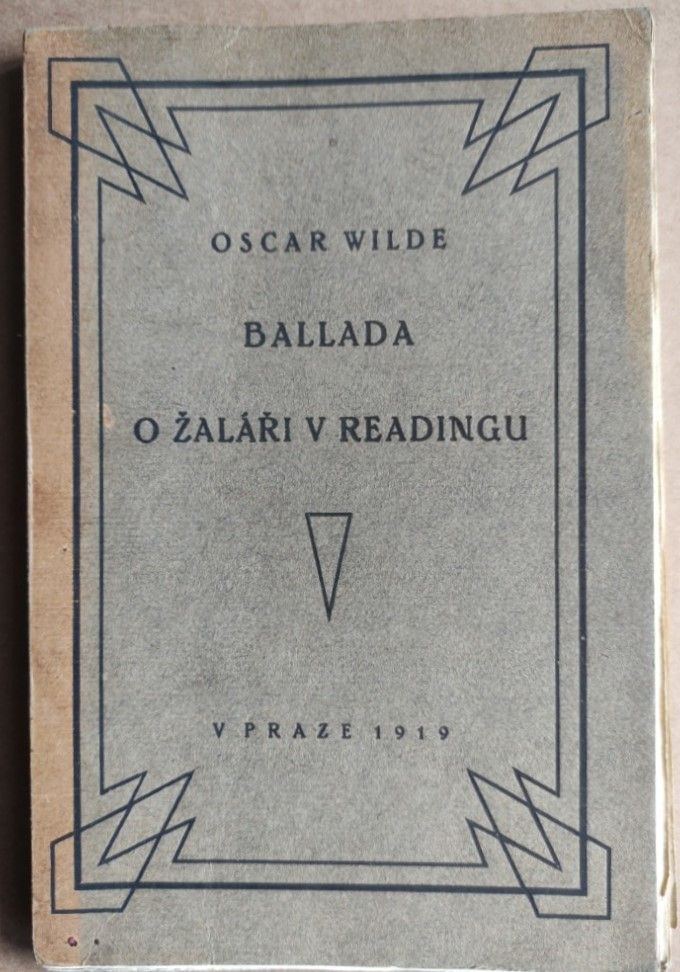 OSCAR WILDE
BALLADA
O ŽALÁŘI V READINGU
V PRAZE 1919